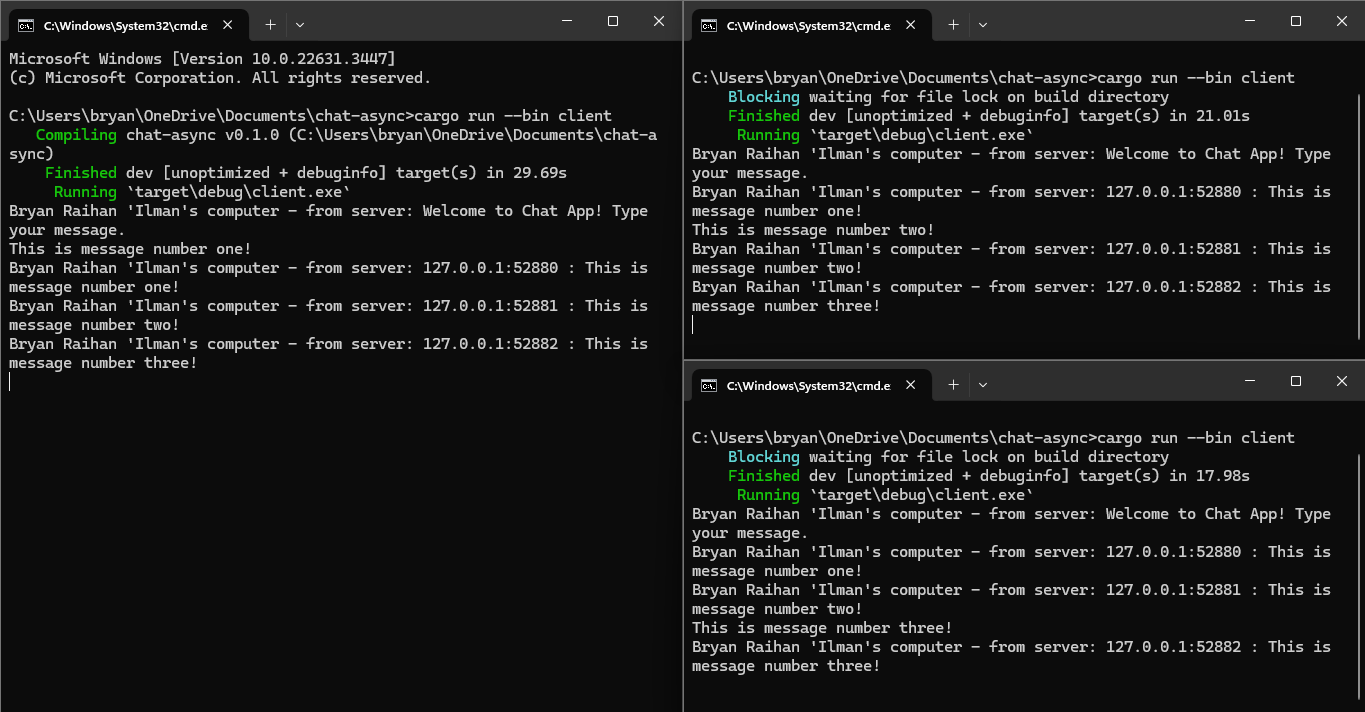 C:\Windows\System32\cmd.e
Microsoft Windows [Version 10.0.22631.3447]
(c) Microsoft Corporation. All rights reserved.
C:\Users\bryan\OneDrive\Documents\chat-async>cargo run --bin client
Compiling chat-async v0.1.0 (C:\Users\bryan\OneDrive\Documents\chat-a
sync)
Finished dev [unoptimized + debuginfo] target(s) in 29.69s
Running `target\debug\client.exe`
Bryan Raihan 'Ilman's computer - from server: Welcome to Chat App! Type
your message.
This is message number one!
Bryan Raihan 'Ilman's computer - from server: 127.0.0.1:52880 : This is
message number one!
Bryan Raihan 'Ilman's computer - from server: 127.0.0.1:52881 : This is
message number two!
Bryan Raihan 'Ilman's computer - from server: 127.0.0.1:52882 : This is
message number three!
C:\Windows\System32\cmd.e
C:\Users\bryan\OneDrive\Documents\chat-async>cargo run --bin client
Blocking waiting for file lock on build directory
Finished dev [unoptimized + debuginfo] target(s) in 21.01s
Running `target\debug\client.exe`
Bryan Raihan 'Ilman's computer - from server: Welcome to Chat App! Type
your message.
Bryan Raihan 'Ilman's computer - from server: 127.0.0.1:52880 : This is
message number one!
This is message number two!
Bryan Raihan 'Ilman's computer - from server: 127.0.0.1:52881 : This is
message number two!
Bryan Raihan 'Ilman's computer - from server: 127.0.0.1:52882 : This is
message number three!
C:\Windows\System32\cmd.e
C:\Users\bryan\OneDrive\Documents\chat-async>cargo run --bin client
Blocking waiting for file lock on build directory
Finished dev [unoptimized + debuginfo] target(s) in 17.98s
Running `target\debug\client.exe`
Bryan Raihan 'Ilman's computer - from server: Welcome to Chat App! Type
your message.
Bryan Raihan 'Ilman's computer - from server: 127.0.0.1:52880 : This is
message number one!
Bryan Raihan 'Ilman's computer - from server: 127.0.0.1:52881 : This is
message number two!
This is message number three!
Bryan Raihan 'Ilman's computer - from server: 127.0.0.1:52882 : This is
message number three!